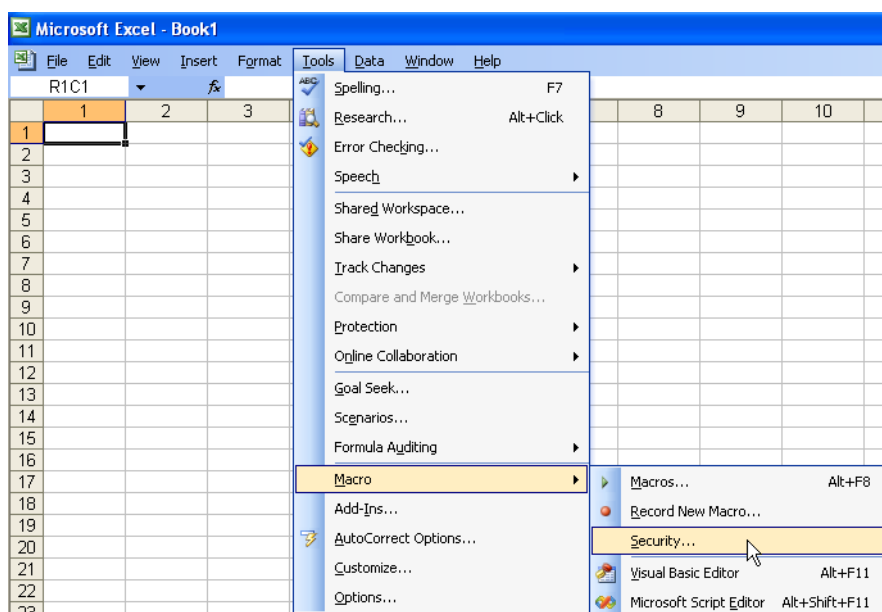 Microsoft Excel - Book1
File Edit View Insert Format Tools Data Window Help
R1C1 fx
1 2 3 8 9 10
ABC Spelling... F7
Research... Alt+Click
Error Checking...
Speech
Shared Workspace...
Share Workbook...
Track Changes
Compare and Merge Workbooks...
Protection
Online Collaboration
Goal Seek...
Scenarios...
Formula Auditing
Macro
Add-Ins...
AutoCorrect Options...
Customize...
Options...
Macros... Alt+F8
Record New Macro...
Security...
Visual Basic Editor Alt+F11
Microsoft Script Editor Alt+Shift+F11
1
2
3
4
5
6
7
8
9
10
11
12
13
14
15
16
17
18
19
20
21
22
23